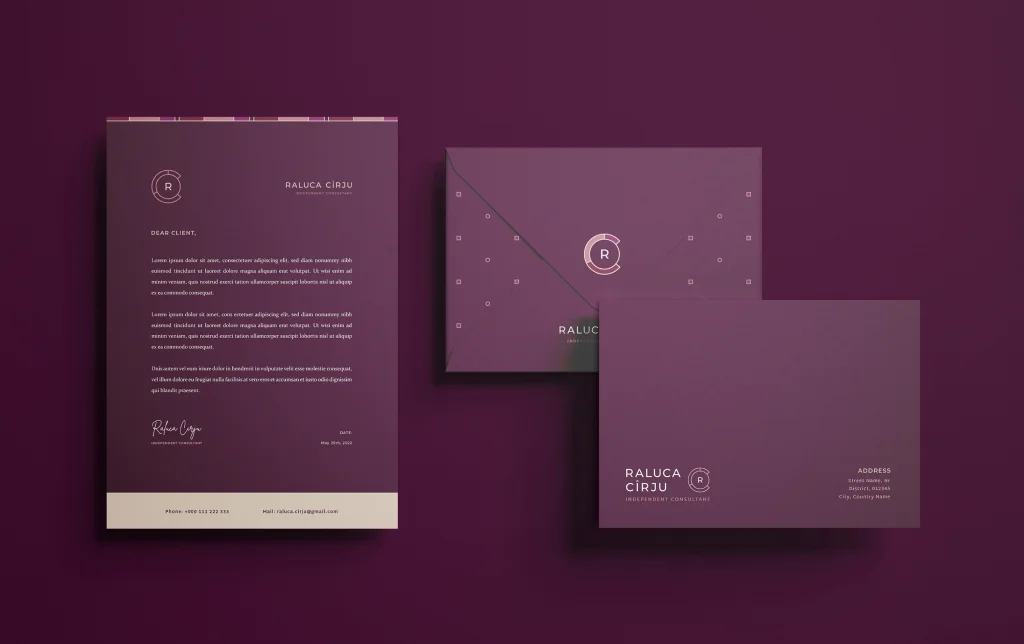 R
RALUCA CÎRJU
INDEPENDENT CONSULTANT
DEAR CLIENT,
Lorem ipsum dolor sit amet, consectetuer adipiscing elit, sed diam nonummy nibh
euismod tincidunt ut laoreet dolore magna aliquam erat volutpat. Ut wisi enim ad
minim veniam, quis nostrud exerci tation ullamcorper suscipit lobortis nisl ut aliquip
ex ea commodo consequat.
Lorem ipsum dolor sit amet, cons ectetuer adipiscing elit, sed diam nonummy nibh
euismod tincidunt ut laoreet dolore magna aliquam erat volutpat. Ut wisi enim ad
minim veniam, quis nostrud exerci tation ullamcorper suscipit lobortis nisl ut aliquip
ex ea commodo consequat.
Duis autem vel eum iriure dolor in hendrerit in vulputate velit esse molestie consequat,
vel illum dolore eu feugiat nulla facilisis at vero eros et accumsan et iusto odio dignissim
qui blandit praesent.
Raluca Cîrju
INDEPENDENT CONSULTANT
DATE:
May 25th, 2022
Phone: +000 111 222 333
Mail: raluca.cirju@gmail.com
R
RALUC
RALUCA
CÎRJU
R
INDEPENDENT CONSULTANT
ADDRESS
Street Name, Nr
District, 012345
City, Country Name